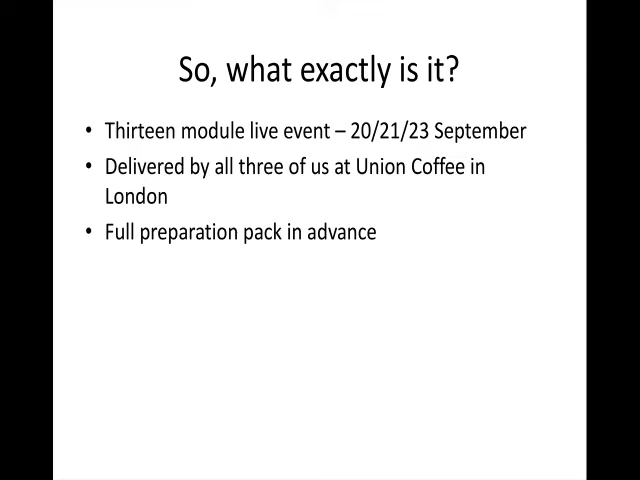 So, what exactly is it?
• Thirteen module live event – 20/21/23 September
• Delivered by all three of us at Union Coffee in
London
• Full preparation pack in advance